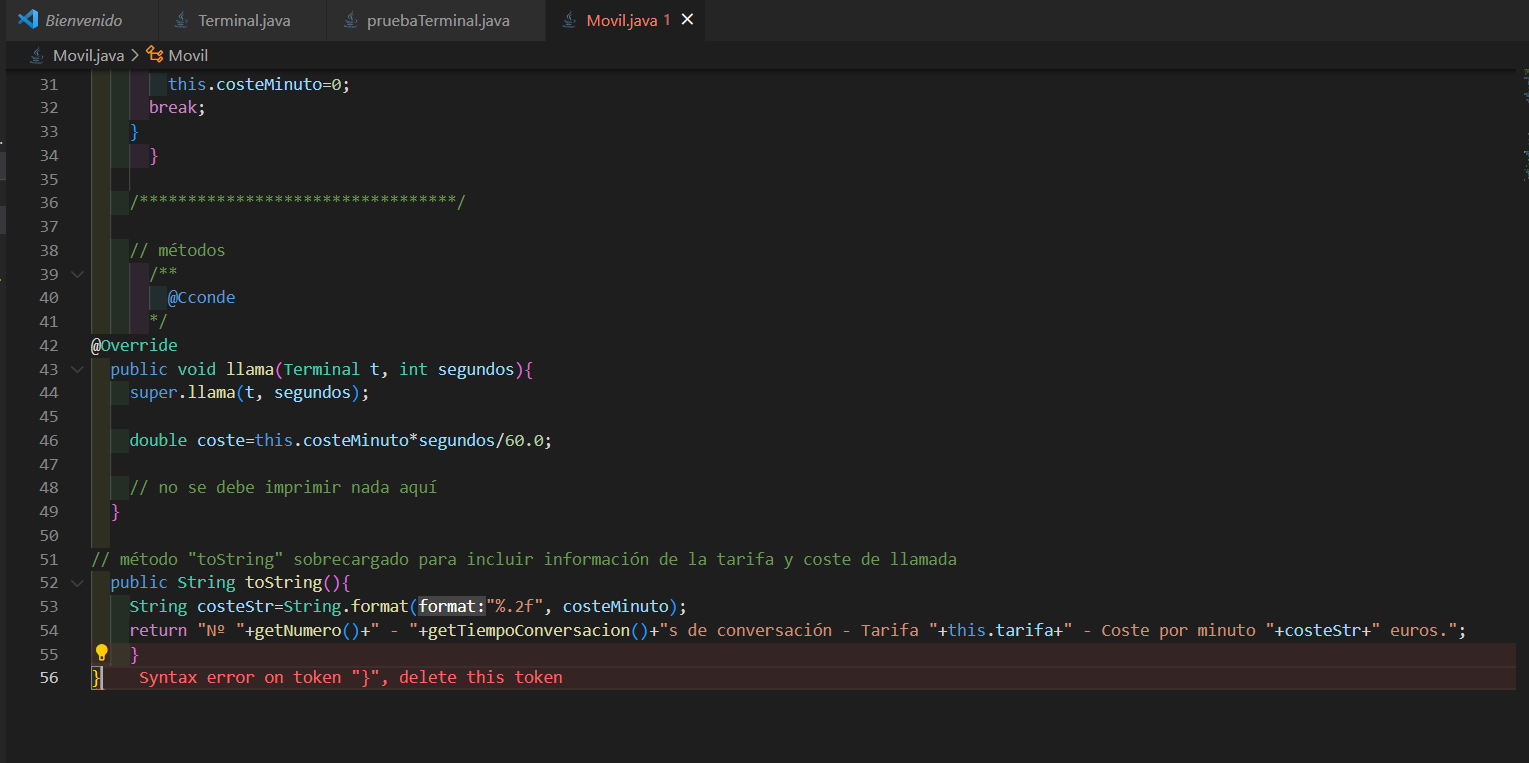 Bienvenido Terminal.java pruebaTerminal.java Movil.java 1
Movil.java > Movil
31 this.costeMinuto=0;
32 break;
33 }
34 }
35
36 /*********************************/
37
38 // métodos
39 /**
40 @Cconde
41 */
42 @Override
43 public void llama(Terminal t, int segundos){
44 super.llama(t, segundos);
45
46 double coste=this.costeMinuto*segundos/60.0;
47
48 // no se debe imprimir nada aquí
49 }
50
51 // método "toString" sobrecargado para incluir información de la tarifa y coste de llamada
52 public String toString(){
53 String costeStr=String.format(format:"%.2f", costeMinuto);
54 return "Nº "+getNumero()+" - "+getTiempoConversacion()+"s de conversación - Tarifa "+this.tarifa+" - Coste por minuto "+costeStr+" euros.";
55 }
56 } Syntax error on token "}", delete this token